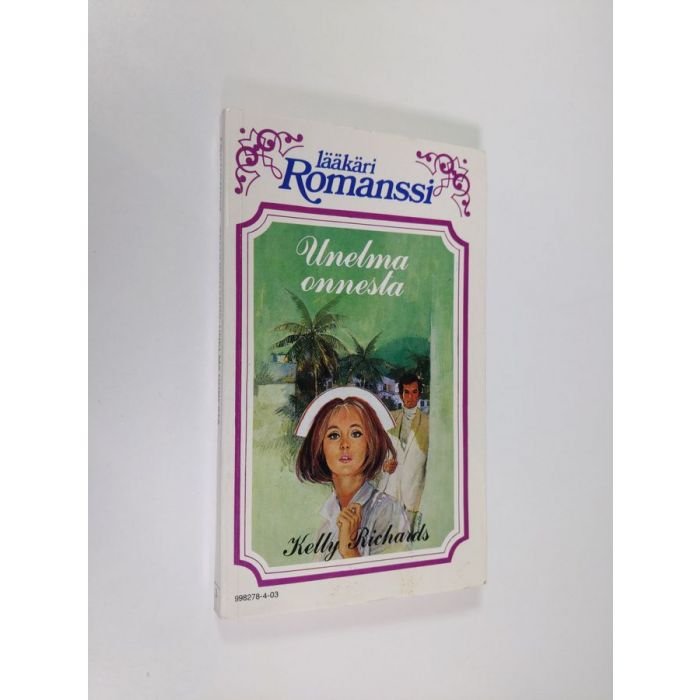 lääkäri
Romanssi
Unelma
onnesta
Kelly Richards
998278-4-03